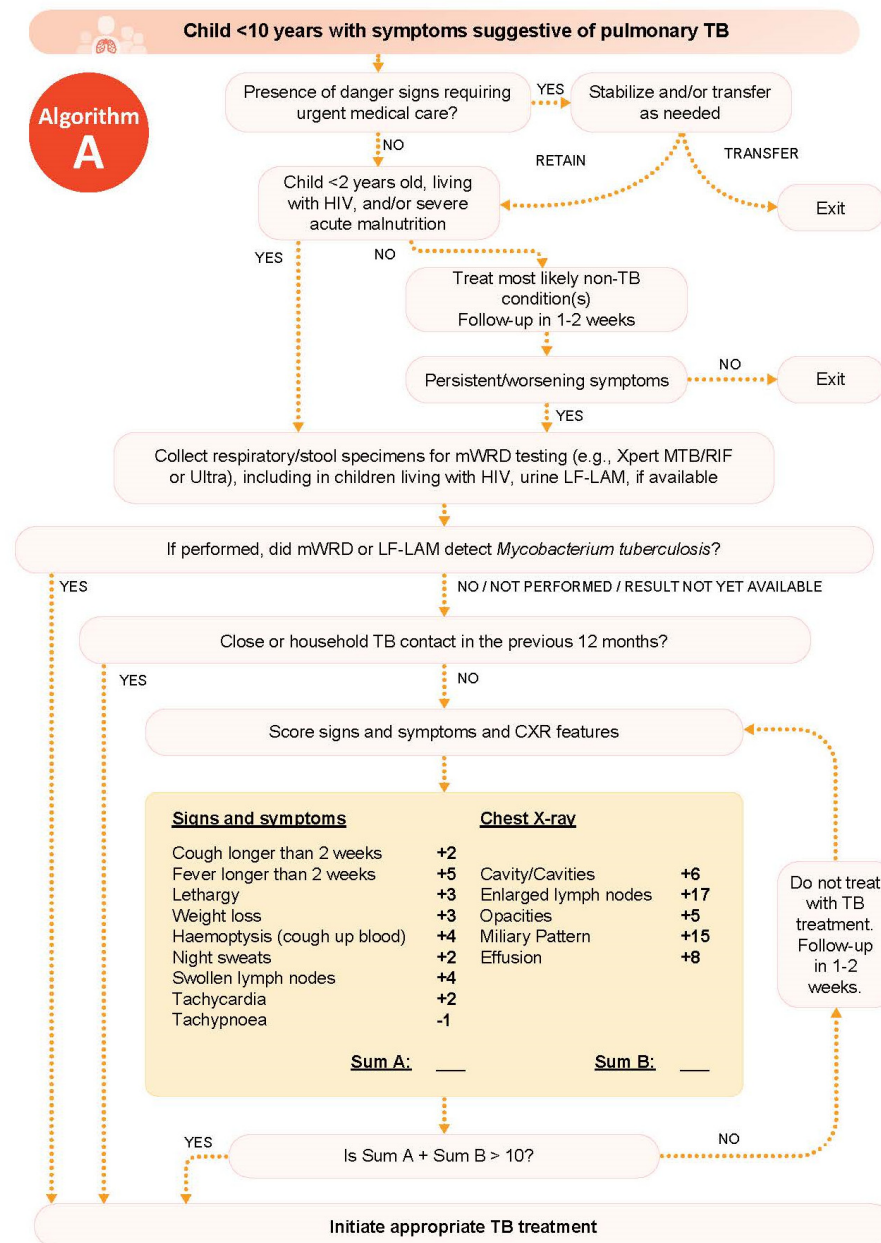 Child <10 years with symptoms suggestive of pulmonary TB
Algorithm
A
Presence of danger signs requiring
urgent medical care?
YES
Stabilize and/or transfer
as needed
NO
RETAIN
TRANSFER
Child <2 years old, living
with HIV, and/or severe
acute malnutrition
Exit
YES
NO
Treat most likely non-TB
condition(s)
Follow-up in 1-2 weeks
Persistent/worsening symptoms
NO
Exit
YES
Collect respiratory/stool specimens for mWRD testing (e.g., Xpert MTB/RIF
or Ultra), including in children living with HIV, urine LF-LAM, if available
If performed, did mWRD or LF-LAM detect Mycobacterium tuberculosis?
YES
NO / NOT PERFORMED / RESULT NOT YET AVAILABLE
Close or household TB contact in the previous 12 months?
YES
NO
Score signs and symptoms and CXR features
Signs and symptoms
Cough longer than 2 weeks +2
Fever longer than 2 weeks +5
Lethargy +3
Weight loss +3
Haemoptysis (cough up blood) +4
Night sweats +2
Swollen lymph nodes +4
Tachycardia +2
Tachypnoea -1
Sum A: ___
Chest X-ray
Cavity/Cavities +6
Enlarged lymph nodes +17
Opacities +5
Miliary Pattern +15
Effusion +8
Sum B: ___
Do not treat
with TB
treatment.
Follow-up
in 1-2
weeks.
YES
Is Sum A + Sum B > 10?
NO
Initiate appropriate TB treatment